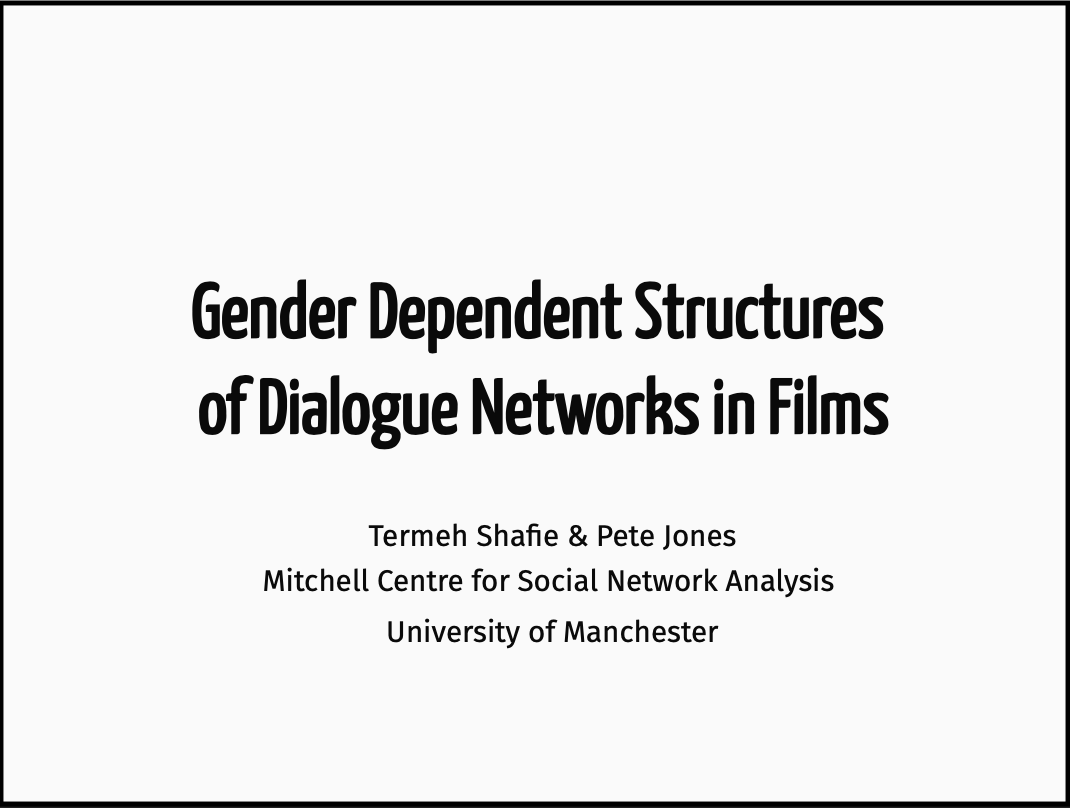 Gender Dependent Structures
of Dialogue Networks in Films
Termeh Shafie & Pete Jones
Mitchell Centre for Social Network Analysis
University of Manchester